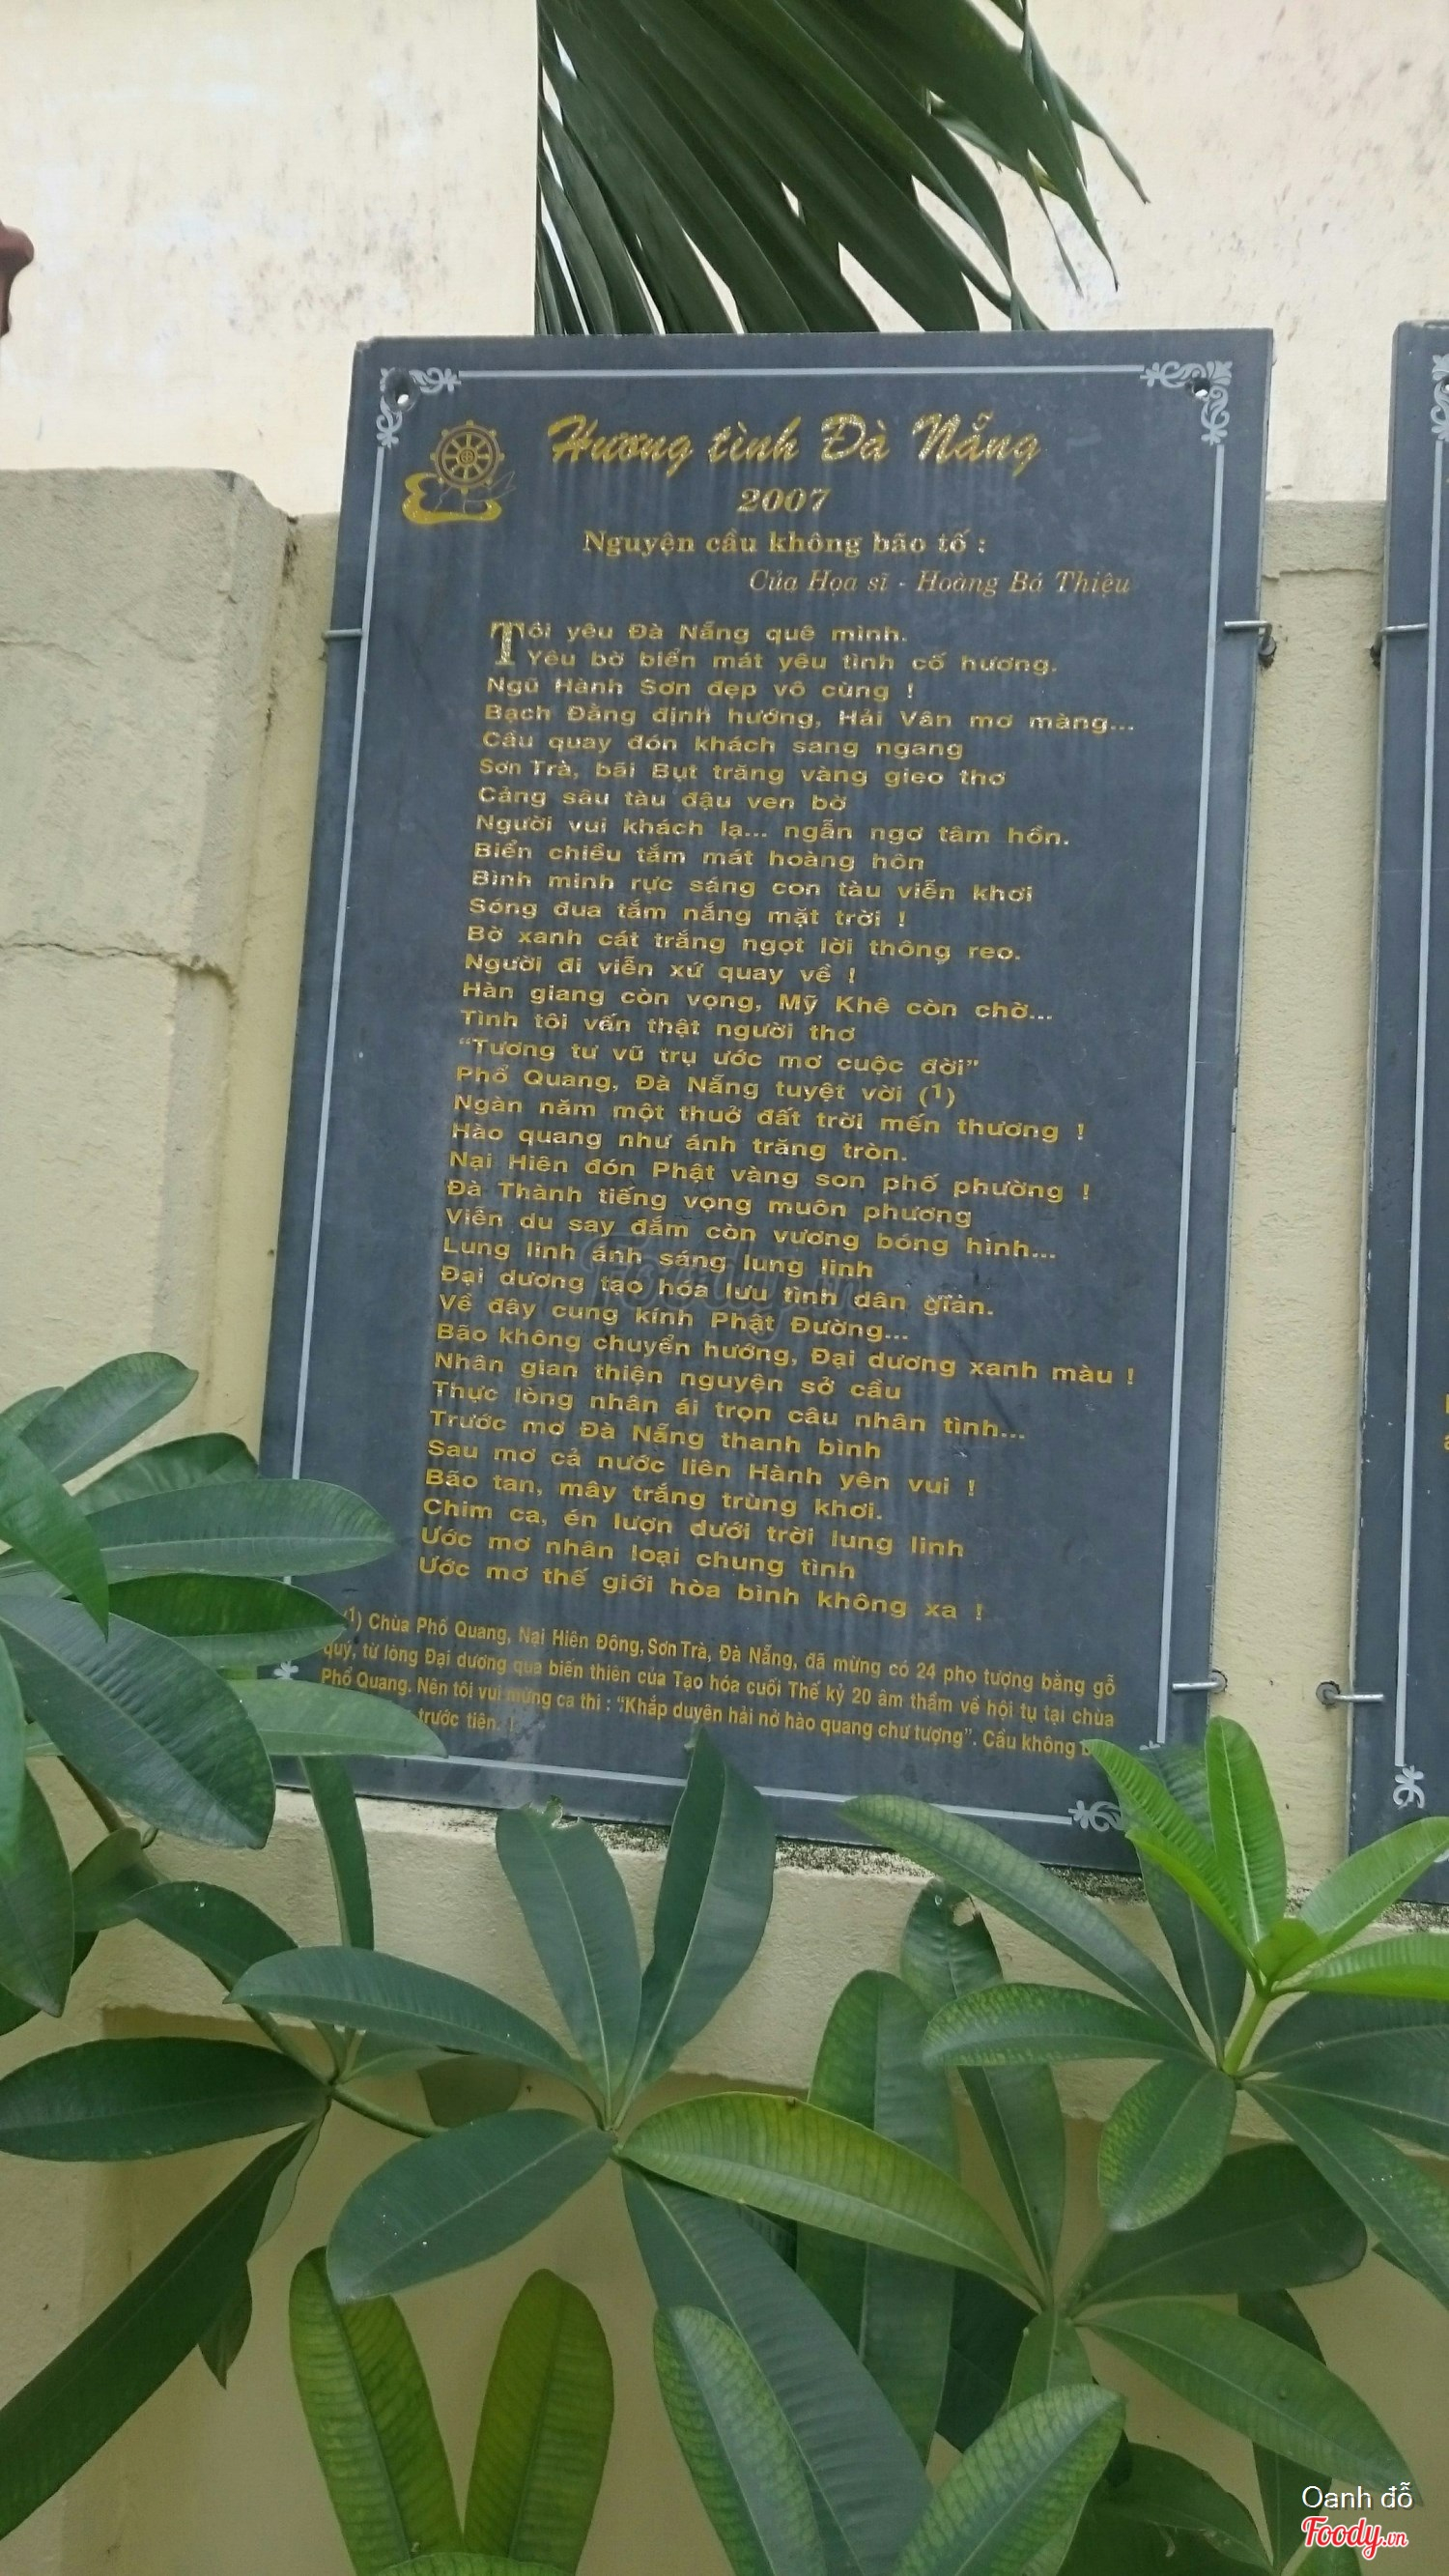 Hương tình Đà Nẵng
2007
Nguyện cầu không bão tố :
Của Họa sĩ - Hoàng Bá Thiệu
Tôi yêu Đà Nẵng quê mình.
Yêu bờ biển mát yêu tình cố hương.
Ngũ Hành Sơn đẹp vô cùng !
Bạch Đằng định hướng, Hải Vân mơ màng...
Cầu quay đón khách sang ngang
Sơn Trà, bãi Bụt trăng vàng gieo thơ
Cảng sâu tàu đậu ven bờ
Người vui khách lạ... ngẫn ngơ tâm hồn.
Biển chiều tắm mát hoàng hôn
Bình minh rực sáng con tàu viễn khơi
Sóng đua tắm nắng mặt trời !
Bờ xanh cát trắng ngọt lời thông reo.
Người đi viễn xứ quay về !
Hàn giang còn vọng, Mỹ Khê còn chờ...
Tình tôi vấn thật người thơ
“Tương tư vũ trụ ước mơ cuộc đời”
Phổ Quang, Đà Nẵng tuyệt vời (1)
Ngàn năm một thuở đất trời mến thương !
Hào quang như ánh trăng tròn.
Nại Hiên đón Phật vàng son phố phường !
Đà Thành tiếng vọng muôn phương
Viễn du say đắm còn vương bóng hình...
Lung linh ánh sáng lung linh
Đại dương tạo hóa lưu tình dân gian.
Về đây cung kính Phật Đường...
Bão không chuyển hướng, Đại dương xanh màu !
Nhân gian thiện nguyện sở cầu
Thực lòng nhân ái trọn câu nhân tình...
Trước mơ Đà Nẵng thanh bình
Sau mơ cả nước liên Hành yên vui !
Bão tan, mây trắng trùng khơi.
Chim ca, én lượn dưới trời lung linh
Ước mơ nhân loại chung tình
Ước mơ thế giới hòa bình không xa !
(1) Chùa Phổ Quang, Nại Hiên Đông, Sơn Trà, Đà Nẵng, đã mừng có 24 pho tượng bằng gỗ
quý, từ lòng Đại dương qua biến thiên của Tạo hóa cuối Thế kỷ 20 âm thầm về hội tụ tại chùa
Phổ Quang. Nên tôi vui mừng ca thi : “Khắp duyên hải nở hào quang chư tượng”. Cầu không
trước tiên.
Foody.vn
Oanh đỗ
Foody.vn